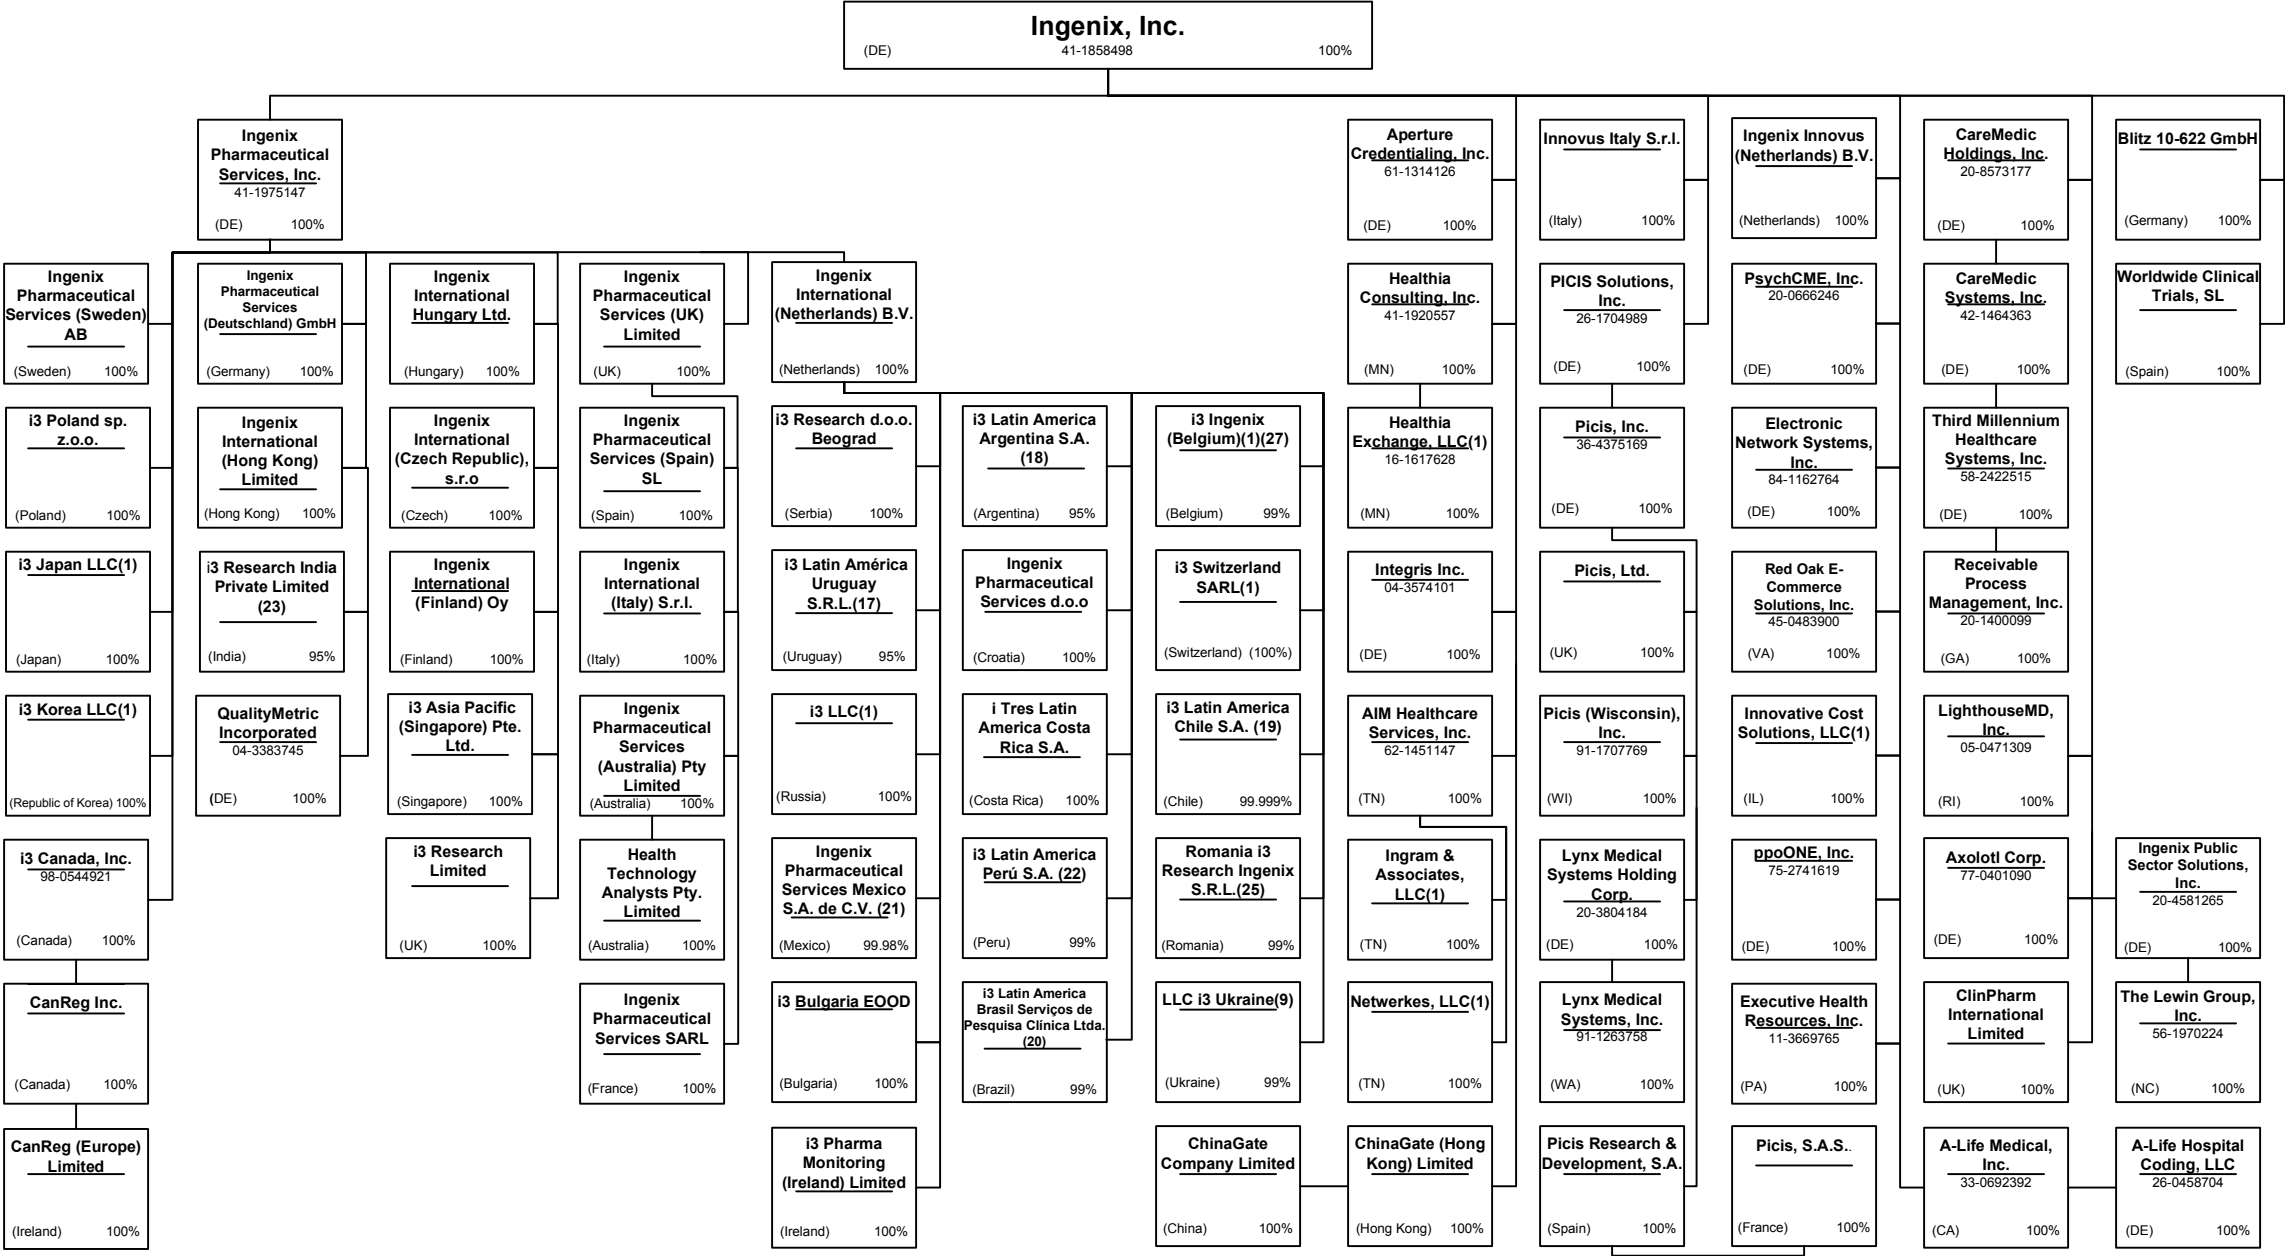 Ingenix, Inc.
(DE) 41-1858498 100%
Ingenix
Pharmaceutical
Services, Inc.
41-1975147
(DE) 100%
Aperture
Credentialing, Inc.
61-1314126
(DE) 100%
Innovus Italy S.r.l.
(Italy) 100%
Ingenix Innovus
(Netherlands) B.V.
(Netherlands) 100%
CareMedic
Holdings, Inc.
20-8573177
(DE) 100%
Blitz 10-622 GmbH
(Germany) 100%
Ingenix
Pharmaceutical
Services (Sweden)
AB
(Sweden) 100%
Ingenix
Pharmaceutical
Services
(Deutschland) GmbH
(Germany) 100%
Ingenix
International
Hungary Ltd.
(Hungary) 100%
Ingenix
Pharmaceutical
Services (UK)
Limited
(UK) 100%
Ingenix
International
(Netherlands) B.V.
(Netherlands) 100%
Healthia
Consulting, Inc.
41-1920557
(MN) 100%
PICIS Solutions,
Inc.
26-1704989
(DE) 100%
PsychCME, Inc.
20-0666246
(DE) 100%
CareMedic
Systems, Inc.
42-1464363
(DE) 100%
Worldwide Clinical
Trials, SL
(Spain) 100%
i3 Poland sp.
z.o.o.
(Poland) 100%
Ingenix
International
(Hong Kong)
Limited
(Hong Kong) 100%
Ingenix
International
(Czech Republic),
s.r.o
(Czech) 100%
Ingenix
Pharmaceutical
Services (Spain)
SL
(Spain) 100%
i3 Research d.o.o.
Beograd
(Serbia) 100%
i3 Latin America
Argentina S.A.
(18)
(Argentina) 95%
i3 Ingenix
(Belgium)(1)(27)
(Belgium) 99%
Healthia
Exchange, LLC(1)
16-1617628
(MN) 100%
Picis, Inc.
36-4375169
(DE) 100%
Electronic
Network Systems,
Inc.
84-1162764
(DE) 100%
Third Millennium
Healthcare
Systems, Inc.
58-2422515
(DE) 100%
i3 Japan LLC(1)
(Japan) 100%
i3 Research India
Private Limited
(23)
(India) 95%
Ingenix
International
(Finland) Oy
(Finland) 100%
Ingenix
International
(Italy) S.r.l.
(Italy) 100%
i3 Latin América
Uruguay
S.R.L.(17)
(Uruguay) 95%
Ingenix
Pharmaceutical
Services d.o.o
(Croatia) 100%
i3 Switzerland
SARL(1)
(Switzerland) (100%)
Integris Inc.
04-3574101
(DE) 100%
Picis, Ltd.
(UK) 100%
Red Oak E-
Commerce
Solutions, Inc.
45-0483900
(VA) 100%
Receivable
Process
Management, Inc.
20-1400099
(GA) 100%
i3 Korea LLC(1)
(Republic of Korea) 100%
QualityMetric
Incorporated
04-3383745
(DE) 100%
i3 Asia Pacific
(Singapore) Pte.
Ltd.
(Singapore) 100%
Ingenix
Pharmaceutical
Services
(Australia) Pty
Limited
(Australia) 100%
i3 LLC(1)
(Russia) 100%
i Tres Latin
America Costa
Rica S.A.
(Costa Rica) 100%
i3 Latin America
Chile S.A. (19)
(Chile) 99.999%
AIM Healthcare
Services, Inc.
62-1451147
(TN) 100%
Picis (Wisconsin),
Inc.
91-1707769
(WI) 100%
Innovative Cost
Solutions, LLC(1)
(IL) 100%
LighthouseMD,
Inc.
05-0471309
(RI) 100%
i3 Canada, Inc.
98-0544921
(Canada) 100%
i3 Research
Limited
(UK) 100%
Health
Technology
Analysts Pty.
Limited
(Australia) 100%
Ingenix
Pharmaceutical
Services Mexico
S.A. de C.V. (21)
(Mexico) 99.98%
i3 Latin America
Perú S.A. (22)
(Peru) 99%
Romania i3
Research Ingenix
S.R.L.(25)
(Romania) 99%
Ingram &
Associates,
LLC(1)
(TN) 100%
Lynx Medical
Systems Holding
Corp.
20-3804184
(DE) 100%
ppoONE, Inc.
75-2741619
(DE) 100%
Axolotl Corp.
77-0401090
(DE) 100%
Ingenix Public
Sector Solutions,
Inc.
20-4581265
(DE) 100%
CanReg Inc.
(Canada) 100%
Ingenix
Pharmaceutical
Services SARL
(France) 100%
i3 Bulgaria EOOD
(Bulgaria) 100%
i3 Latin America
Brasil Serviços de
Pesquisa Clínica Ltda.
(20)
(Brazil) 99%
LLC i3 Ukraine(9)
(Ukraine) 99%
Netwerkes, LLC(1)
(TN) 100%
Lynx Medical
Systems, Inc.
91-1263758
(WA) 100%
Executive Health
Resources, Inc.
11-3669765
(PA) 100%
ClinPharm
International
Limited
(UK) 100%
The Lewin Group,
Inc.
56-1970224
(NC) 100%
CanReg (Europe)
Limited
(Ireland) 100%
i3 Pharma
Monitoring
(Ireland) Limited
(Ireland) 100%
ChinaGate
Company Limited
(China) 100%
ChinaGate (Hong
Kong) Limited
(Hong Kong) 100%
Picis Research &
Development, S.A.
(Spain) 100%
Picis, S.A.S.
(France) 100%
A-Life Medical,
Inc.
33-0692392
(CA) 100%
A-Life Hospital
Coding, LLC
26-0458704
(DE) 100%